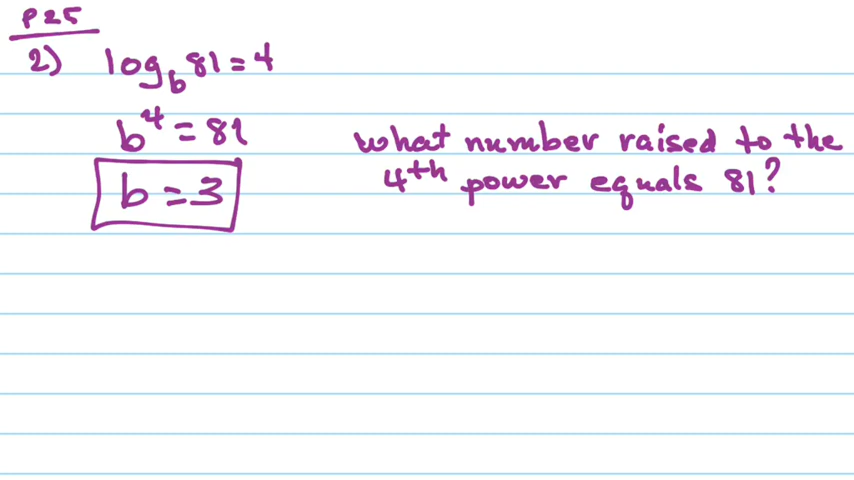 P25
2) log_b 81 = 4
b^4 = 81
b = 3
what number raised to the
4th power equals 81?